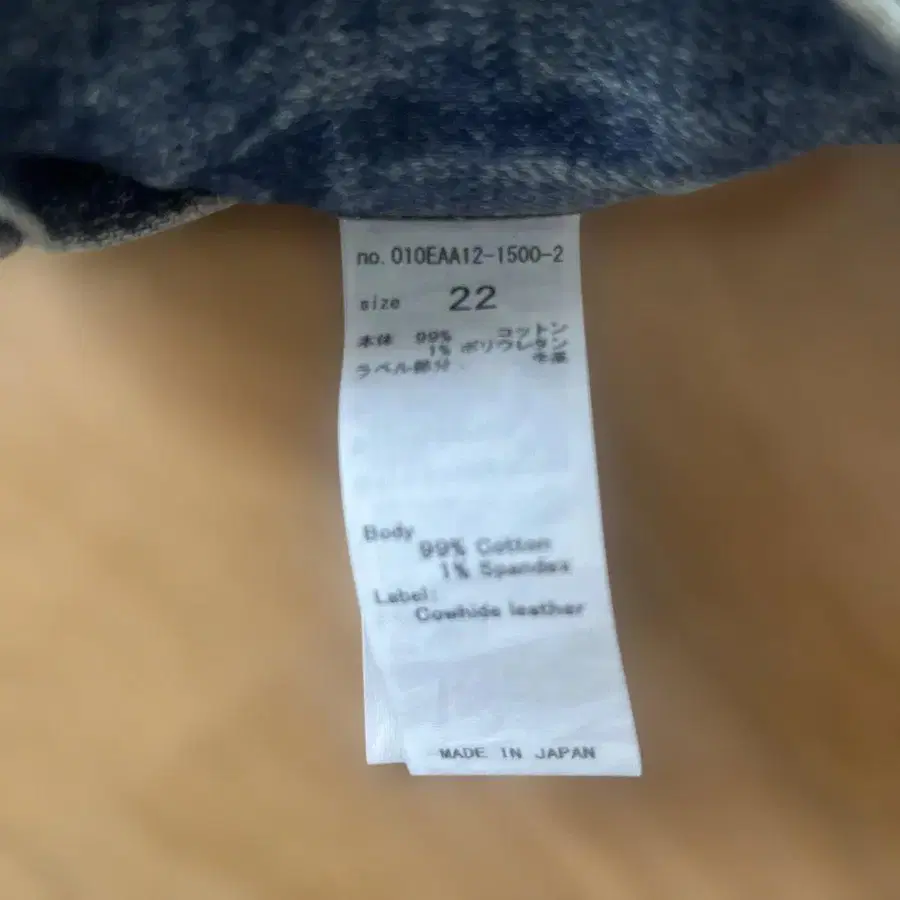 no. 010EAA12-1500-2
size 22
本体 99% コットン
1% ポリウレタン
ラベル部分 牛革
Body
99% Cotton
1% Spandex
Label:
Cowhide leather
MADE IN JAPAN